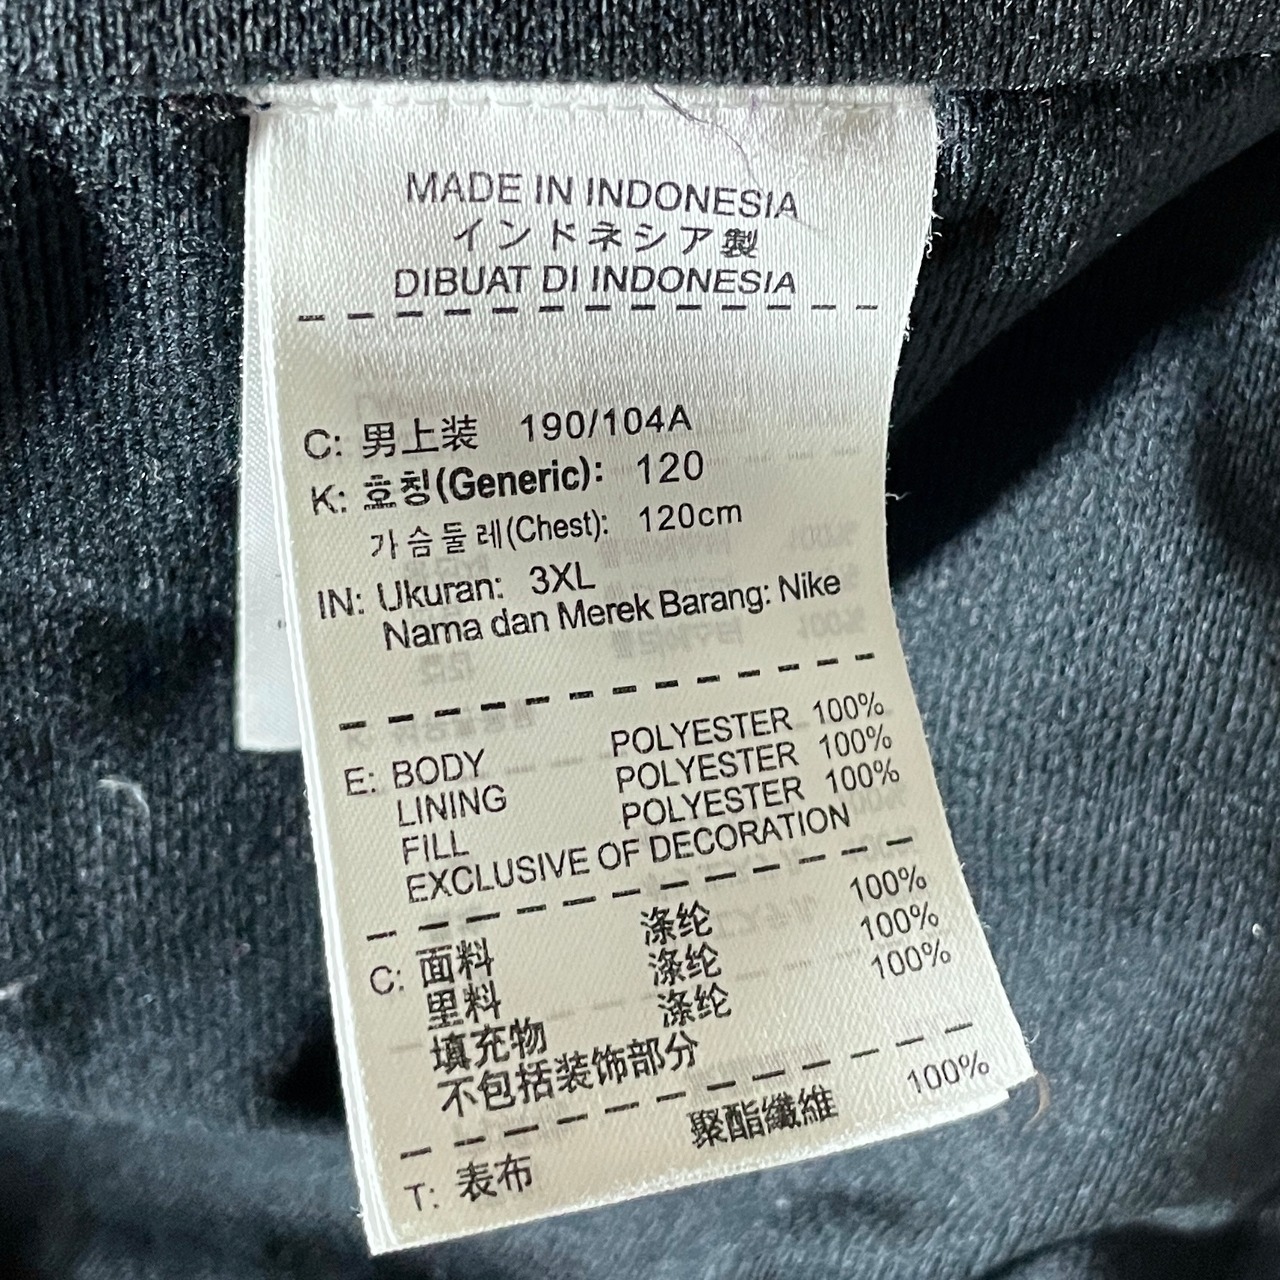 MADE IN INDONESIA
インドネシア製
DIBUAT DI INDONESIA
C: 男上装 190/104A
K: 호칭(Generic): 120
가슴둘레(Chest): 120cm
IN: Ukuran: 3XL
Nama dan Merek Barang: Nike
E: BODY POLYESTER 100%
LINING POLYESTER 100%
FILL POLYESTER 100%
EXCLUSIVE OF DECORATION
C: 面料 涤纶 100%
里料 涤纶 100%
填充物 涤纶 100%
不包括装饰部分
T: 表布 聚酯纖維 100%